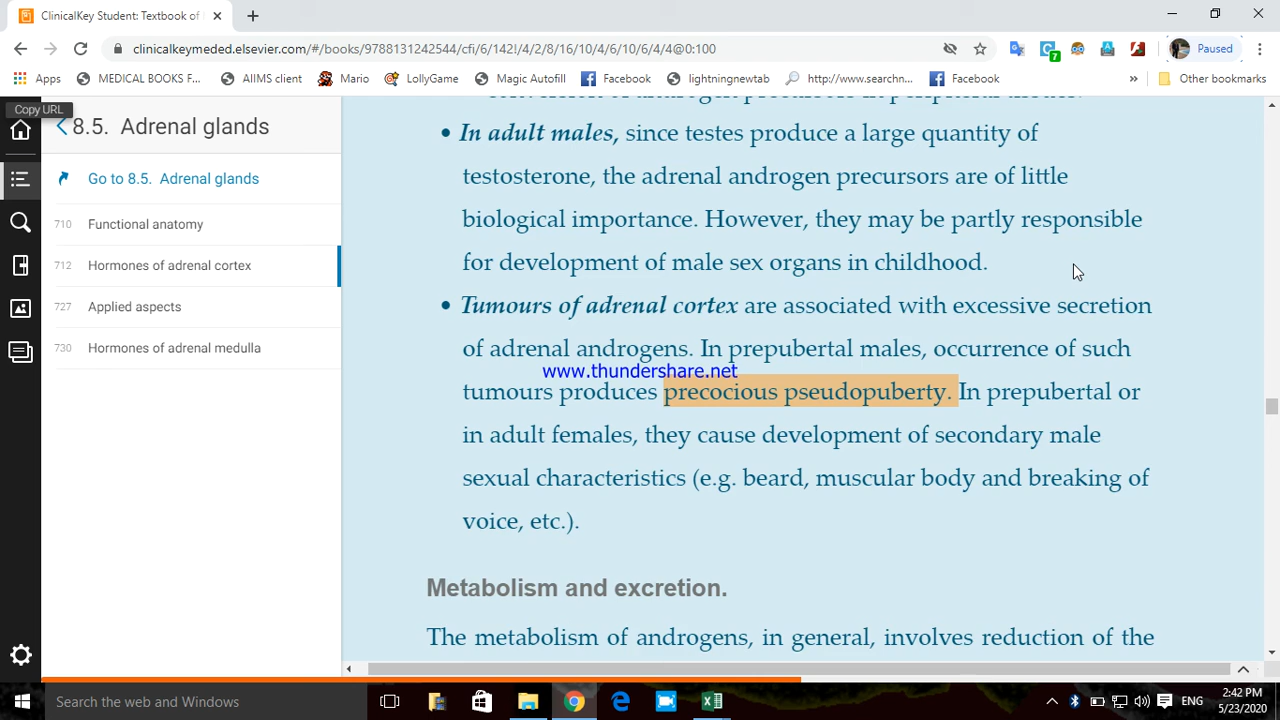 ClinicalKey Student: Textbook of
clinicalkeymeded.elsevier.com/#/books/9788131242544/cfi/6/142!/4/2/8/16/10/4/6/10/6/4/4@0:100
7
Paused
Apps
MEDICAL BOOKS F...
AIIMS client
Mario
LollyGame
Magic Autofill
Facebook
lightningnewtab
http://www.searchn...
Facebook
»
Other bookmarks
Copy URL
8.5. Adrenal glands
Go to 8.5. Adrenal glands
710 Functional anatomy
712 Hormones of adrenal cortex
727 Applied aspects
730 Hormones of adrenal medulla
• In adult males, since testes produce a large quantity of
testosterone, the adrenal androgen precursors are of little
biological importance. However, they may be partly responsible
for development of male sex organs in childhood.
• Tumours of adrenal cortex are associated with excessive secretion
of adrenal androgens. In prepubertal males, occurrence of such
www.thundershare.net
tumours produces precocious pseudopuberty. In prepubertal or
in adult females, they cause development of secondary male
sexual characteristics (e.g. beard, muscular body and breaking of
voice, etc.).
Metabolism and excretion.
The metabolism of androgens, in general, involves reduction of the
Search the web and Windows
ENG
2:42 PM
5/23/2020